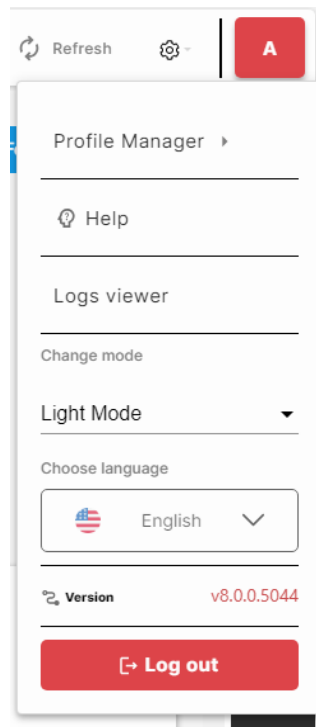 Refresh
A
Profile Manager
Help
Logs viewer
Change mode
Light Mode
Choose language
English
Version v8.0.0.5044
Log out